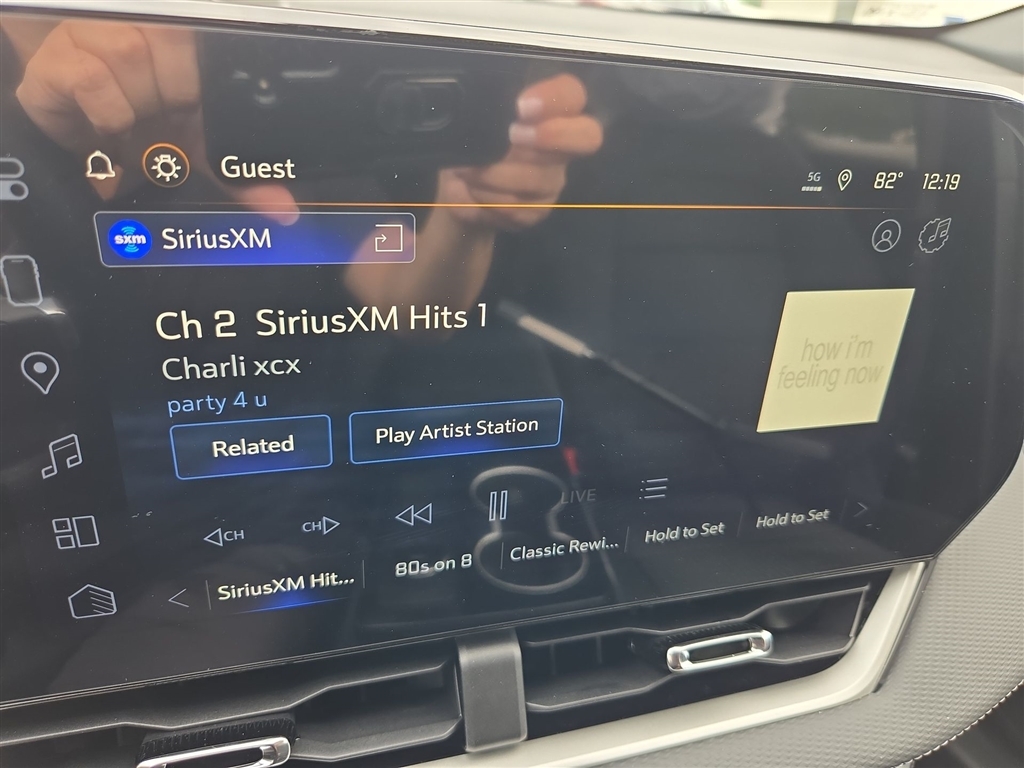 Guest
5G
82°
12:19
sxm SiriusXM
Ch 2 SiriusXM Hits 1
Charli xcx
party 4 u
how i'm
feeling now
Related
Play Artist Station
CH
CH
LIVE
SiriusXM Hit...
80s on 8
Classic Rewi...
Hold to Set
Hold to Set